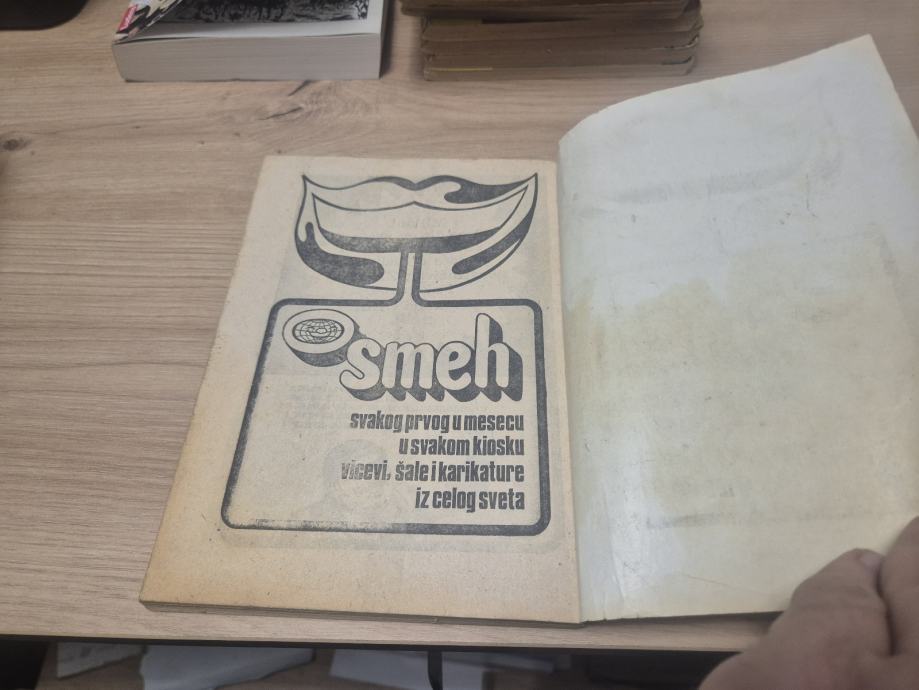 smeh
svakog prvog u mesecu
u svakom kiosku
vicevi, šale i karikature
iz celog sveta